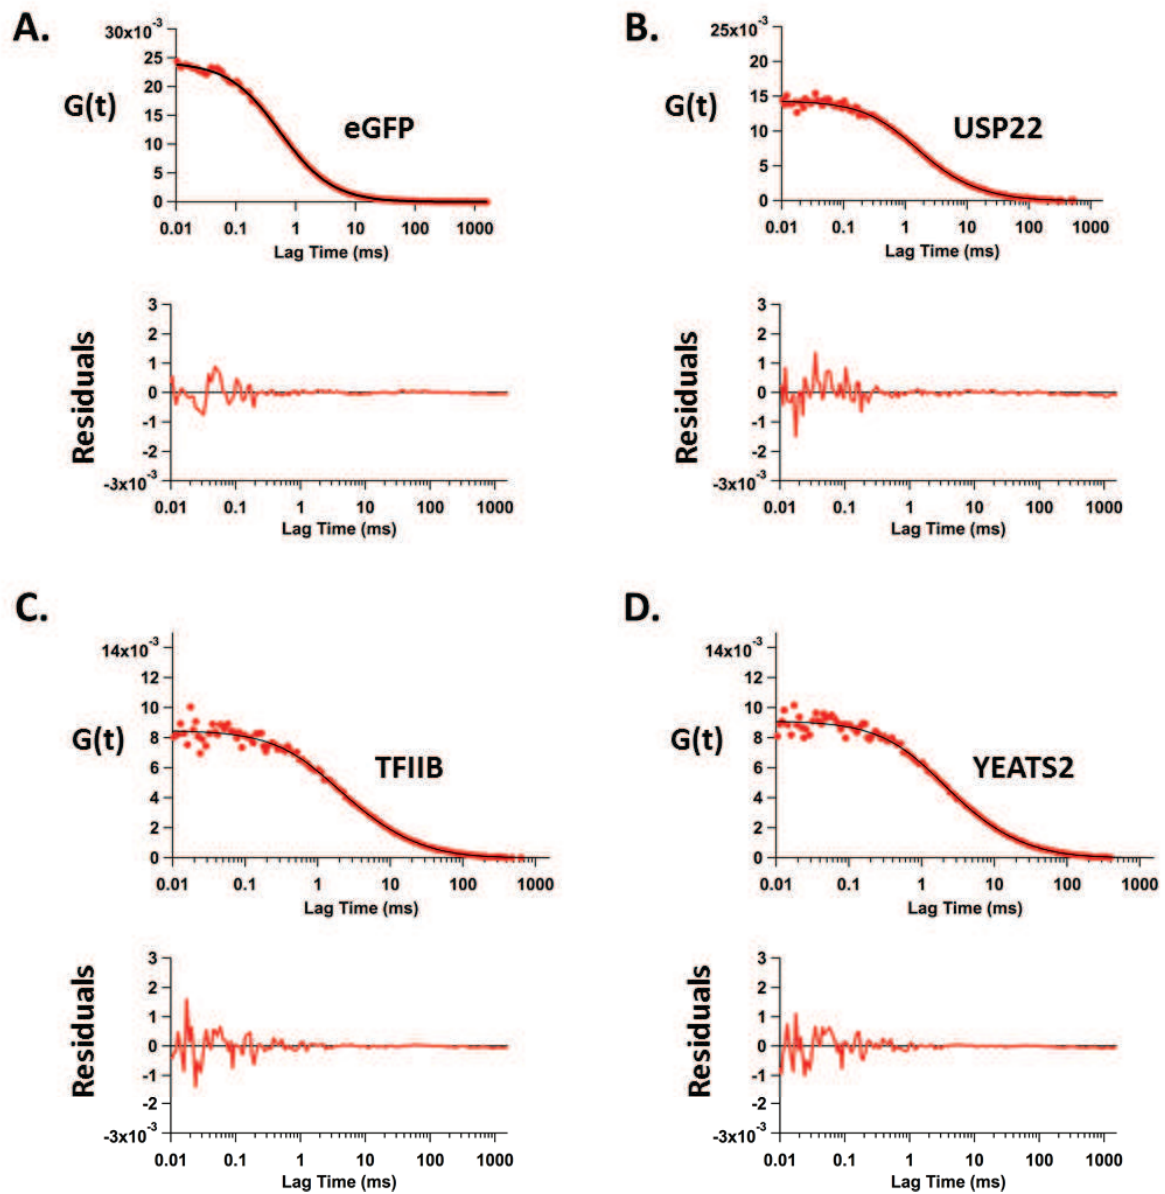 A.
30x10⁻³
25
20
15
10
5
0
G(t)
eGFP
0.01 0.1 1 10 100 1000
Lag Time (ms)
3
2
1
0
-1
-2
-3x10⁻³
Residuals
0.01 0.1 1 10 100 1000
Lag Time (ms)
B.
25x10⁻³
20
15
10
5
0
G(t)
USP22
0.01 0.1 1 10 100 1000
Lag Time (ms)
3
2
1
0
-1
-2
-3x10⁻³
Residuals
0.01 0.1 1 10 100 1000
Lag Time (ms)
C.
14x10⁻³
12
10
8
6
4
2
0
G(t)
TFIIB
0.01 0.1 1 10 100 1000
Lag Time (ms)
3
2
1
0
-1
-2
-3x10⁻³
Residuals
0.01 0.1 1 10 100 1000
Lag Time (ms)
D.
14x10⁻³
12
10
8
6
4
2
0
G(t)
YEATS2
0.01 0.1 1 10 100 1000
Lag Time (ms)
3
2
1
0
-1
-2
-3x10⁻³
Residuals
0.01 0.1 1 10 100 1000
Lag Time (ms)